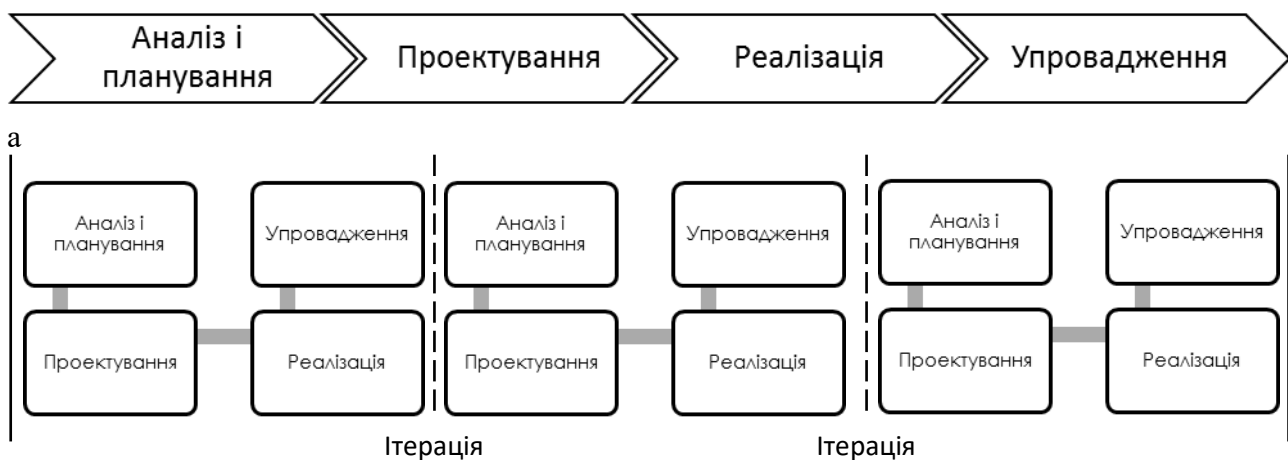 Аналіз і
планування
Проектування
Реалізація
Упровадження
а
Аналіз і
планування
Упровадження
Проектування
Реалізація
Аналіз і
планування
Упровадження
Проектування
Реалізація
Аналіз і
планування
Упровадження
Проектування
Реалізація
Ітерація
Ітерація